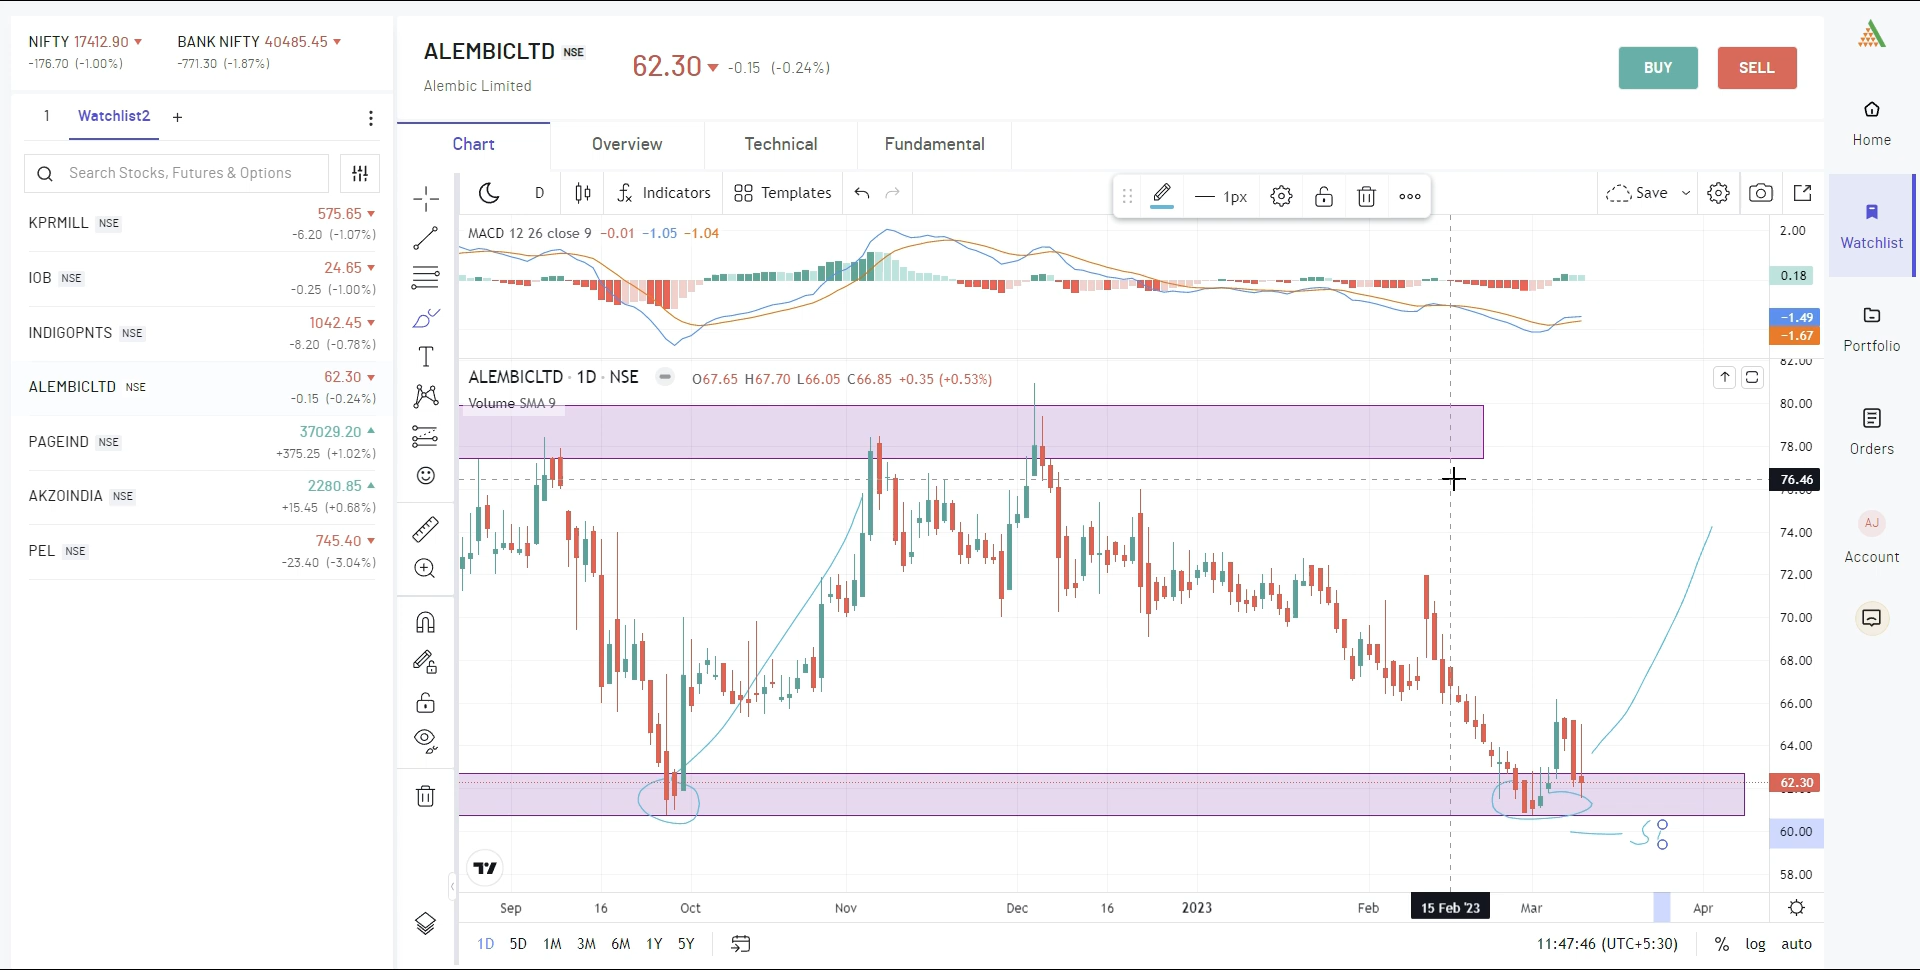 NIFTY 17412.90
BANK NIFTY 40485.45
-176.70 (-1.00%)
-771.30 (-1.87%)
1
Watchlist2
+
Search Stocks, Futures & Options
KPRMILL NSE
575.65
-6.20 (-1.07%)
IOB NSE
24.65
-0.25 (-1.00%)
INDIGOPNTS NSE
1042.45
-8.20 (-0.78%)
ALEMBICLTD NSE
62.30
-0.15 (-0.24%)
PAGEIND NSE
37029.20
+375.25 (+1.02%)
AKZOINDIA NSE
2280.85
+15.45 (+0.68%)
PEL NSE
745.40
-23.40 (-3.04%)
ALEMBICLTD NSE
Alembic Limited
62.30 -0.15 (-0.24%)
BUY
SELL
Chart
Overview
Technical
Fundamental
D
Indicators
Templates
1px
Save
MACD 12 26 close 9 −0.01 −1.05 −1.04
2.00
0.18
−1.49
−1.67
ALEMBICLTD · 1D · NSE
O67.65 H67.70 L66.05 C66.85 +0.35 (+0.53%)
Volume SMA 9
82.00
80.00
78.00
76.46
74.00
72.00
70.00
68.00
66.00
64.00
62.30
60.00
58.00
Sep
16
Oct
Nov
Dec
16
2023
Feb
15 Feb '23
Mar
Apr
1D 5D 1M 3M 6M 1Y 5Y
11:47:46 (UTC+5:30)
%
log
auto
Home
Watchlist
Portfolio
Orders
AJ
Account